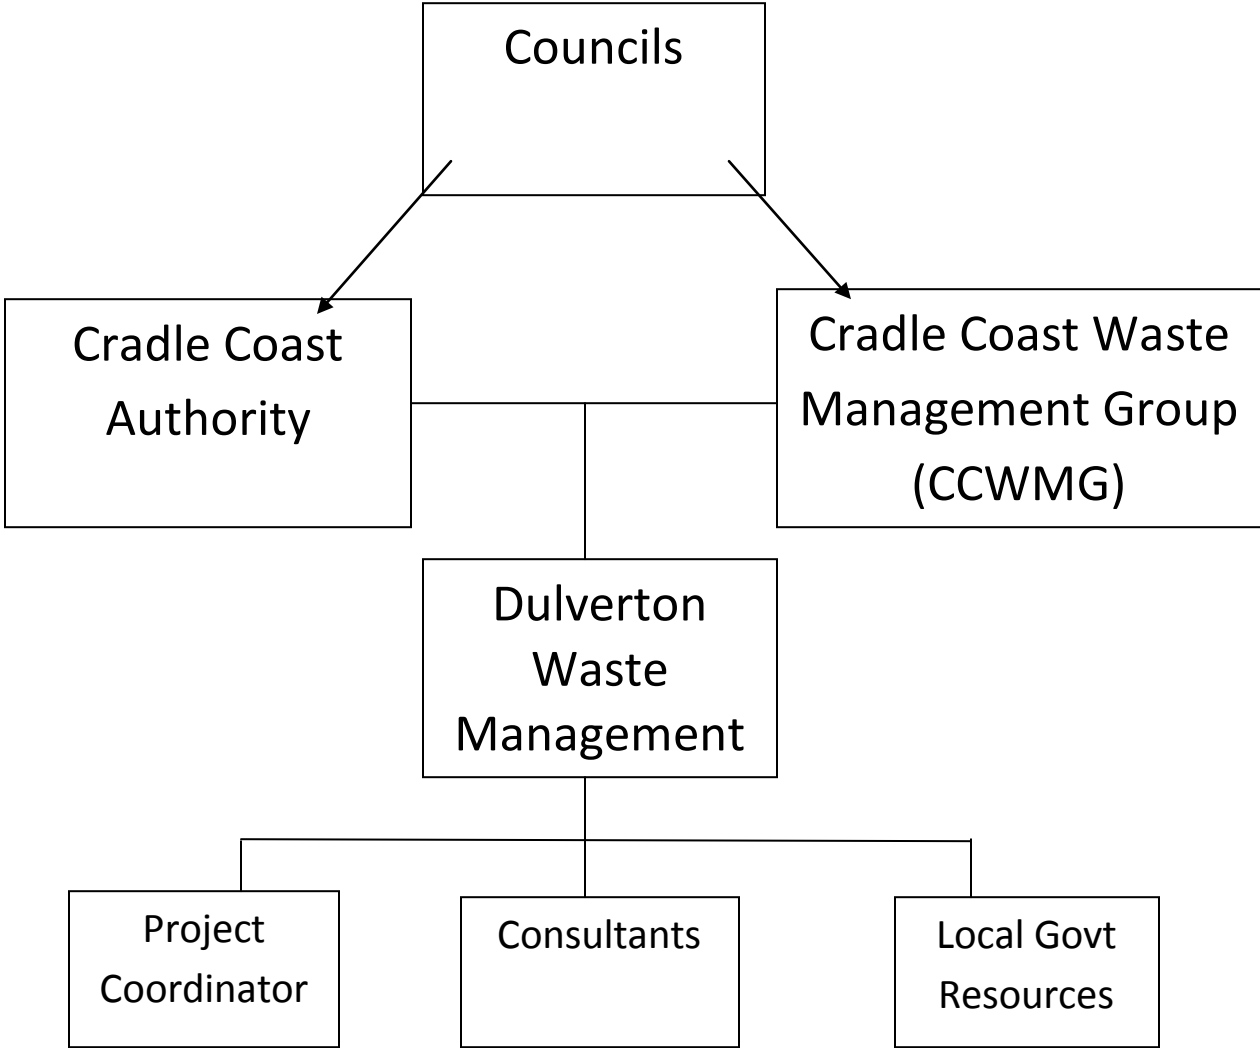 Councils
Cradle Coast
Authority
Cradle Coast Waste
Management Group
(CCWMG)
Dulverton
Waste
Management
Project
Coordinator
Consultants
Local Govt
Resources